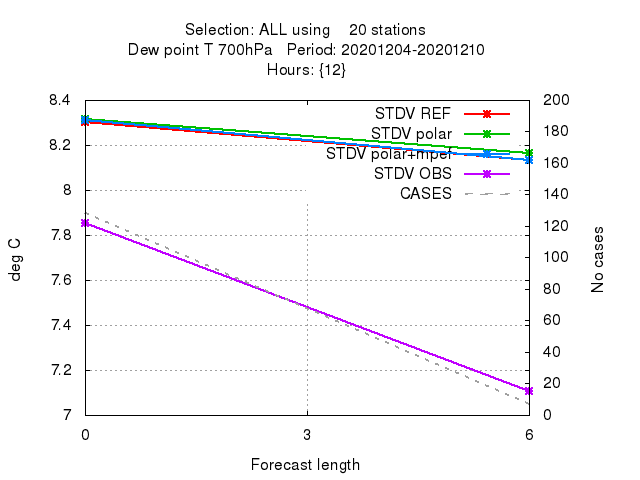 Selection: ALL using 20 stations
Dew point T 700hPa Period: 20201204-20201210
Hours: {12}
8.4
8.2
8
7.8
7.6
7.4
7.2
7
deg C
200
180
160
140
120
100
80
60
40
20
0
No cases
STDV REF
STDV polar
STDV polar+mpef
STDV OBS
CASES
0
3
6
Forecast length